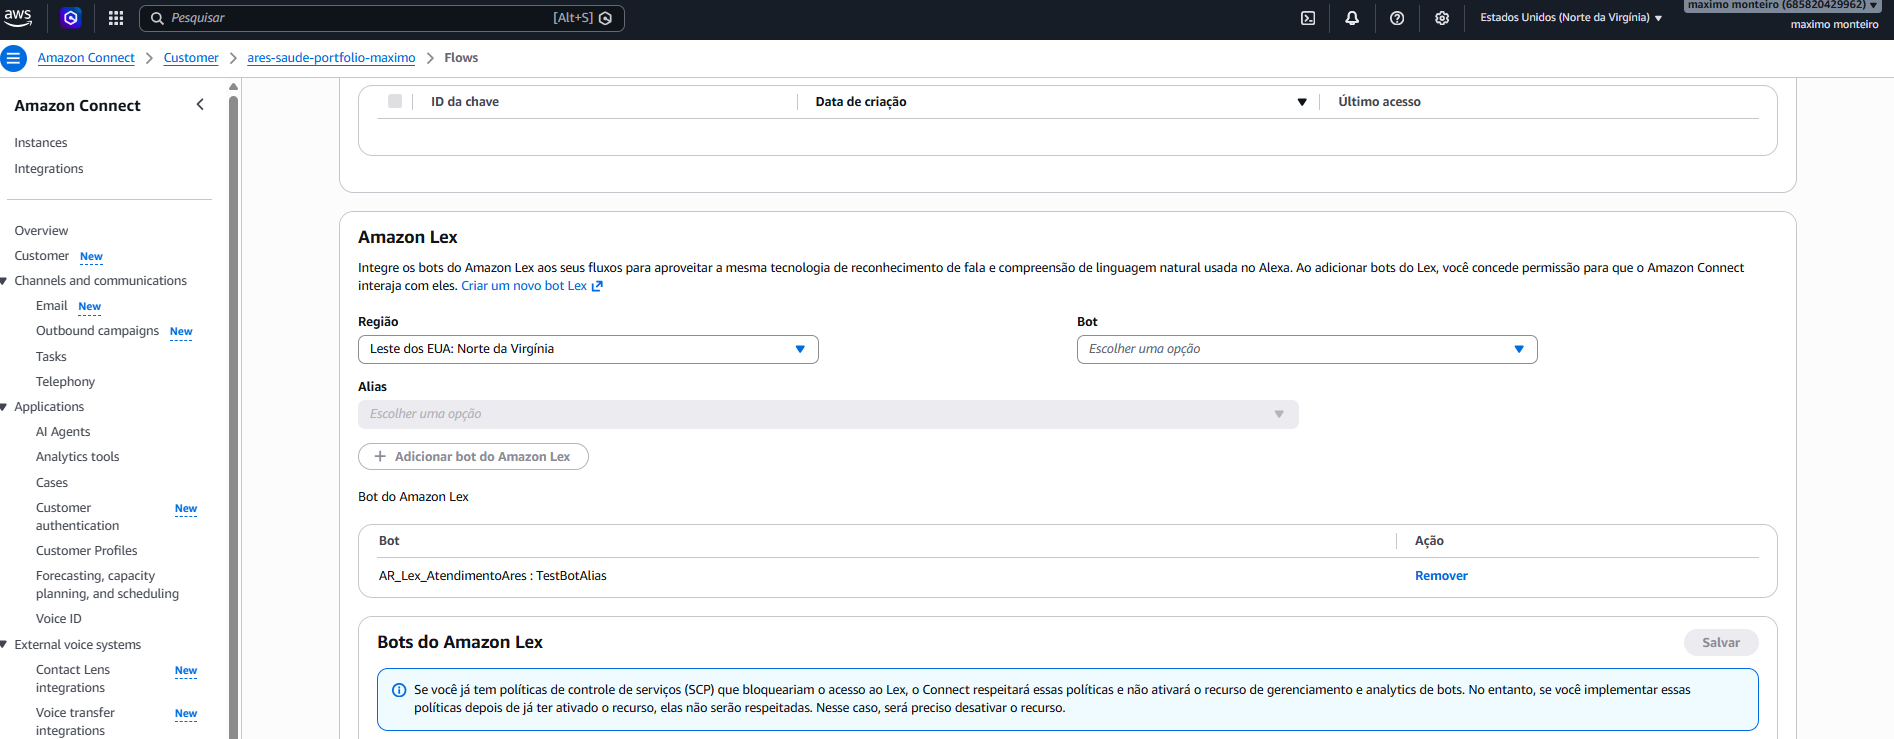 aws
Pesquisar
[Alt+S]
Estados Unidos (Norte da Virgínia)
maximo monteiro (685820429962)
maximo monteiro
Amazon Connect
Customer
ares-saude-portfolio-maximo
Flows
Amazon Connect
Instances
Integrations
Overview
Customer New
Channels and communications
Email New
Outbound campaigns New
Tasks
Telephony
Applications
AI Agents
Analytics tools
Cases
Customer New
authentication
Customer Profiles
Forecasting, capacity
planning, and scheduling
Voice ID
External voice systems
Contact Lens New
integrations
Voice transfer New
integrations
ID da chave
Data de criação
Último acesso
Amazon Lex
Integre os bots do Amazon Lex aos seus fluxos para aproveitar a mesma tecnologia de reconhecimento de fala e compreensão de linguagem natural usada no Alexa. Ao adicionar bots do Lex, você concede permissão para que o Amazon Connect
interaja com eles. Criar um novo bot Lex
Região
Bot
Leste dos EUA: Norte da Virgínia
Escolher uma opção
Alias
Escolher uma opção
Adicionar bot do Amazon Lex
Bot do Amazon Lex
Bot
Ação
AR_Lex_AtendimentoAres : TestBotAlias
Remover
Bots do Amazon Lex
Salvar
Se você já tem políticas de controle de serviços (SCP) que bloqueariam o acesso ao Lex, o Connect respeitará essas políticas e não ativará o recurso de gerenciamento e analytics de bots. No entanto, se você implementar essas
políticas depois de já ter ativado o recurso, elas não serão respeitadas. Nesse caso, será preciso desativar o recurso.